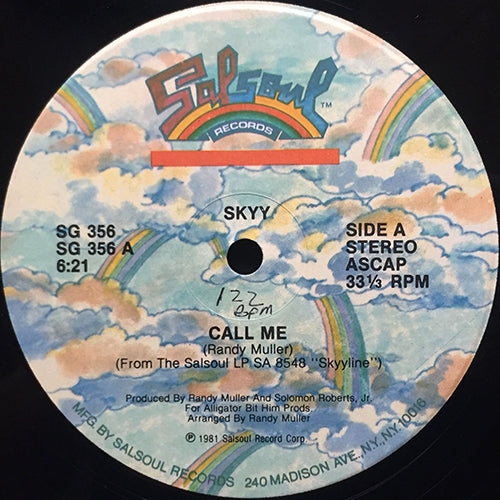 Salsoul™
RECORDS
SKYY
SG 356
SG 356 A
6:21
SIDE A
STEREO
ASCAP
33⅓ RPM
122
bpm
CALL ME
(Randy Muller)
(From The Salsoul LP SA 8548 "Skyyline")
Produced By Randy Muller And Solomon Roberts, Jr.
For Alligator Bit Him Prods.
Arranged By Randy Muller
℗ 1981 Salsoul Record Corp.
MFG. BY SALSOUL RECORDS 240 MADISON AVE., N.Y., N.Y. 10016